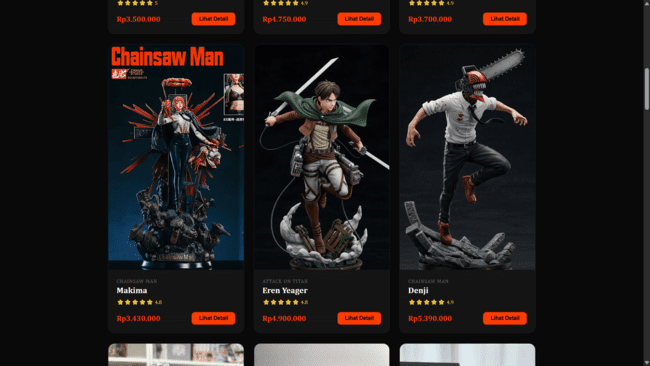 5
4.9
4.9
Rp3.500.000
Lihat Detail
Rp4.750.000
Lihat Detail
Rp3.700.000
Lihat Detail
Chainsaw Man
CHAINSAW MAN
Makima
4.8
Rp3.430.000
Lihat Detail
ATTACK ON TITAN
Eren Yeager
4.8
Rp4.900.000
Lihat Detail
CHAINSAW MAN
Denji
4.9
Rp5.390.000
Lihat Detail